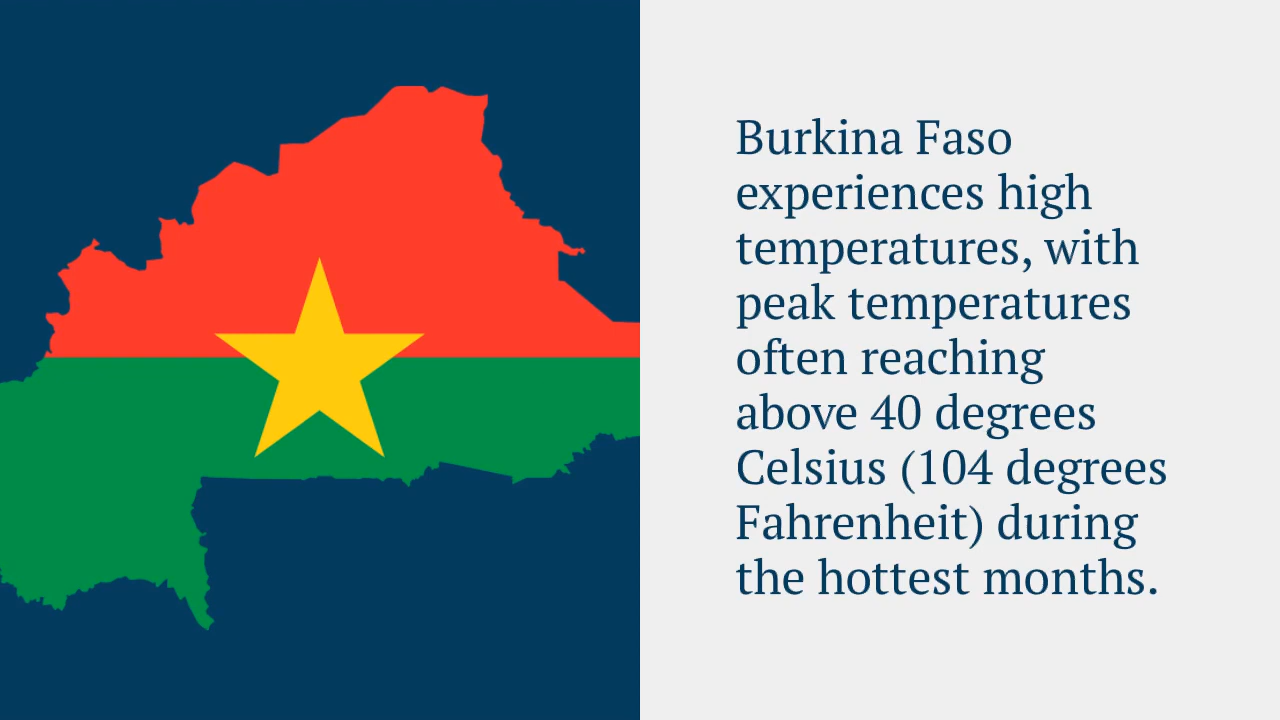 Burkina Faso
experiences high
temperatures, with
peak temperatures
often reaching
above 40 degrees
Celsius (104 degrees
Fahrenheit) during
the hottest months.